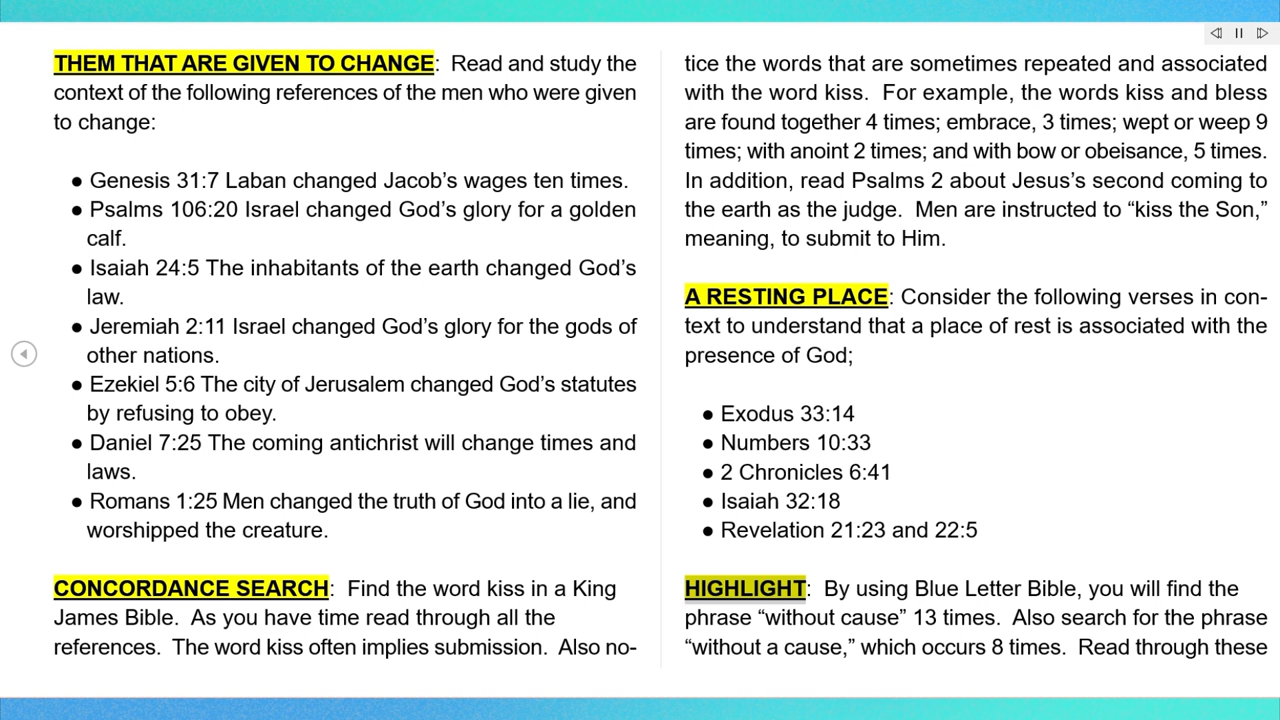 THEM THAT ARE GIVEN TO CHANGE:  Read and study the
context of the following references of the men who were given
to change:
● Genesis 31:7 Laban changed Jacob’s wages ten times.
● Psalms 106:20 Israel changed God’s glory for a golden
calf.
● Isaiah 24:5 The inhabitants of the earth changed God’s
law.
● Jeremiah 2:11 Israel changed God’s glory for the gods of
other nations.
● Ezekiel 5:6 The city of Jerusalem changed God’s statutes
by refusing to obey.
● Daniel 7:25 The coming antichrist will change times and
laws.
● Romans 1:25 Men changed the truth of God into a lie, and
worshipped the creature.
CONCORDANCE SEARCH:  Find the word kiss in a King
James Bible.  As you have time read through all the
references.  The word kiss often implies submission.  Also no-
tice the words that are sometimes repeated and associated
with the word kiss.  For example, the words kiss and bless
are found together 4 times; embrace, 3 times; wept or weep 9
times; with anoint 2 times; and with bow or obeisance, 5 times.
In addition, read Psalms 2 about Jesus’s second coming to
the earth as the judge.  Men are instructed to “kiss the Son,”
meaning, to submit to Him.
A RESTING PLACE: Consider the following verses in con-
text to understand that a place of rest is associated with the
presence of God;
● Exodus 33:14
● Numbers 10:33
● 2 Chronicles 6:41
● Isaiah 32:18
● Revelation 21:23 and 22:5
HIGHLIGHT:  By using Blue Letter Bible, you will find the
phrase “without cause” 13 times.  Also search for the phrase
“without a cause,” which occurs 8 times.  Read through these